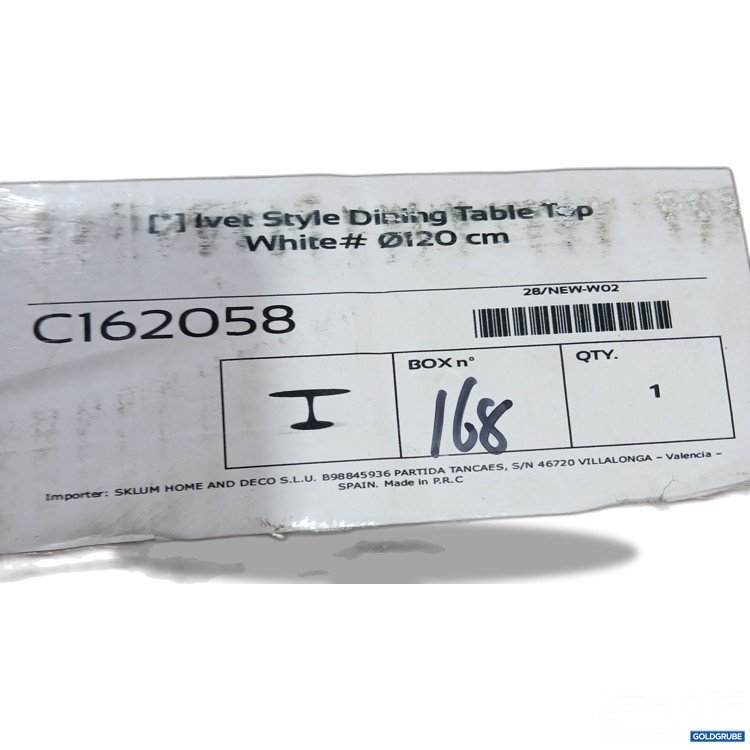 [*] Ivet Style Dining Table Top
White# Ø120 cm
28/NEW-W02
C162058
BOX n°
168
QTY.
1
Importer: SKLUM HOME AND DECO S.L.U. B98845936 PARTIDA TANCAES, S/N 46720 VILLALONGA – Valencia –
SPAIN. Made in P.R.C
GOLDGRUBE